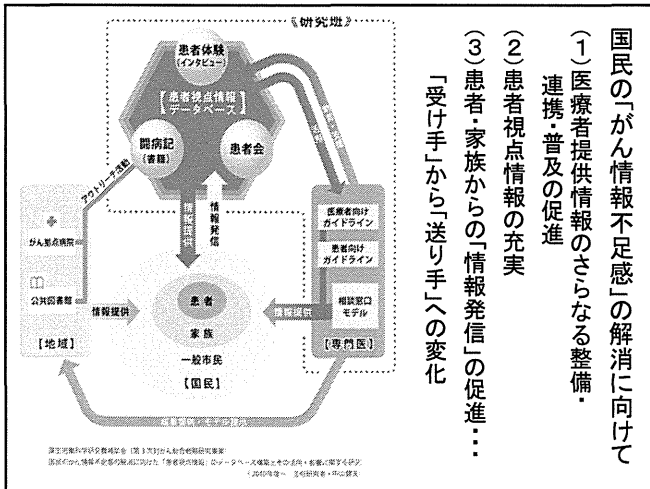 国民の「がん情報不足感」の解消に向けて
(1)医療者提供情報のさらなる整備・
連携・普及の促進
(2)患者視点情報の充実
(3)患者・家族からの「情報発信」の促進・・・
「受け手」から「送り手」への変化
《研究班》
患者体験
(インタビュー)
【患者視点情報
データベース】
闘病記
(書籍)
患者会
アウトリーチ活動
情報提供
情報発信
がん拠点病院
公共図書館
【地域】
情報提供
患者
家族
一般市民
【国民】
情報提供
医療者向け
ガイドライン
患者向け
ガイドライン
相談窓口
モデル
【専門医】